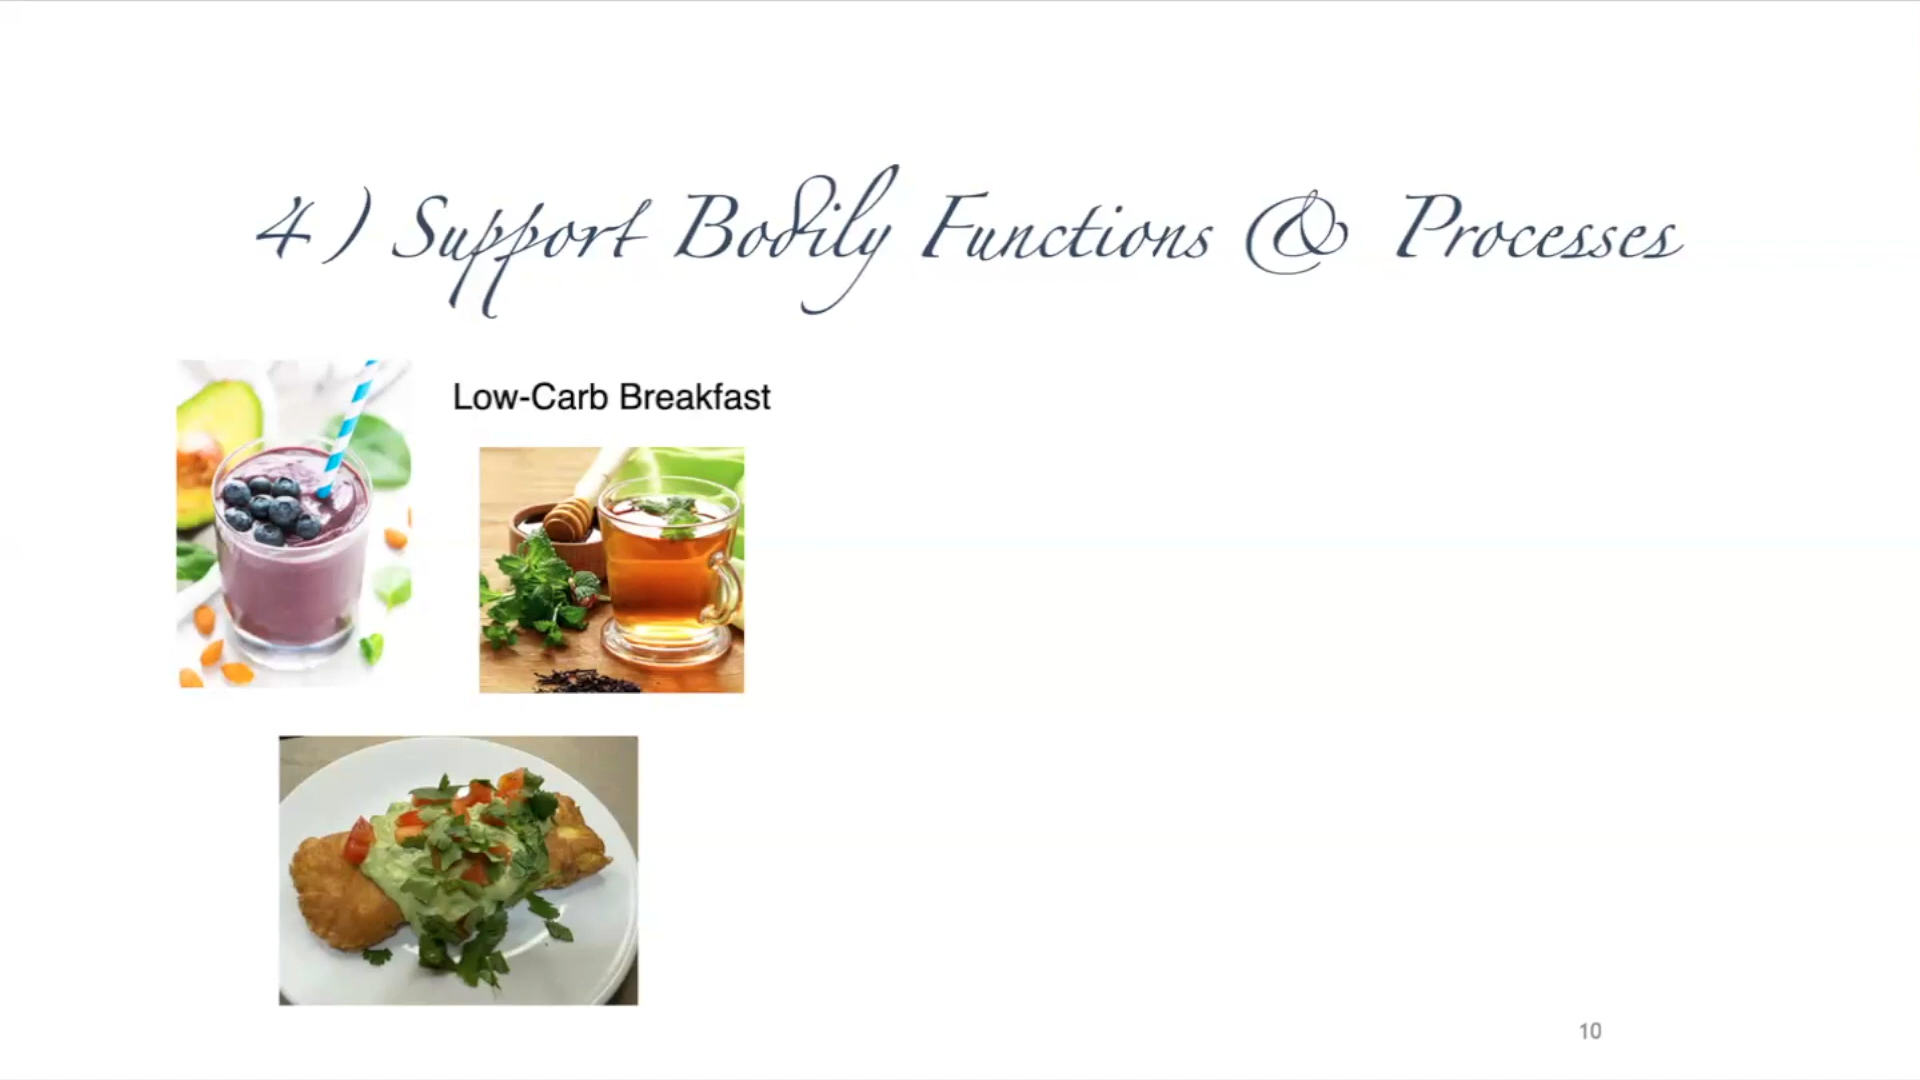 4) Support Bodily Functions & Processes
Low-Carb Breakfast
10